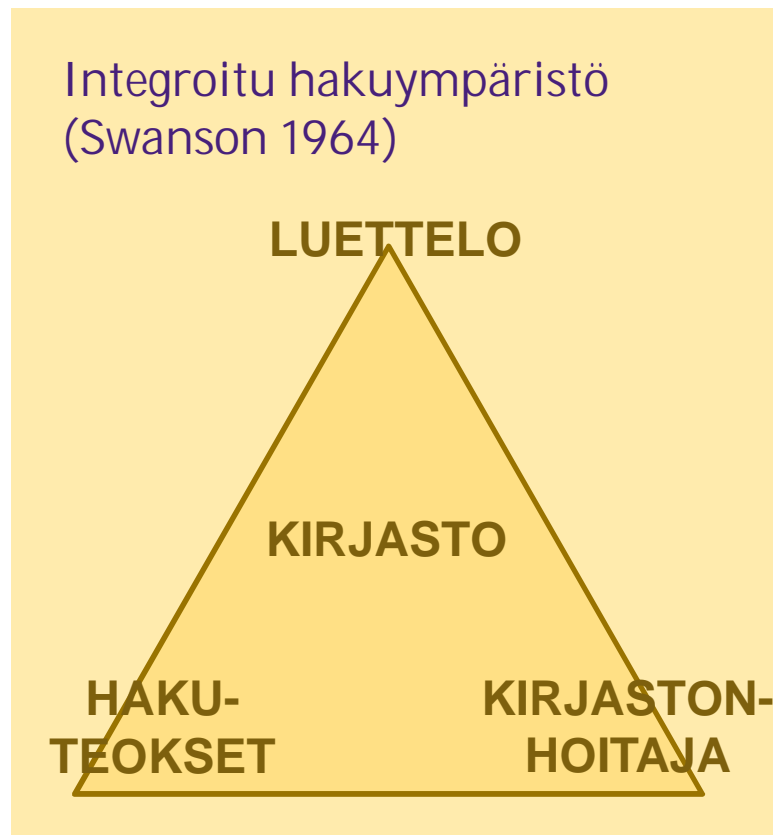 Integroitu hakuympäristö
(Swanson 1964)
LUETTELO
KIRJASTO
HAKU-
TEOKSET
KIRJASTON-
HOITAJA